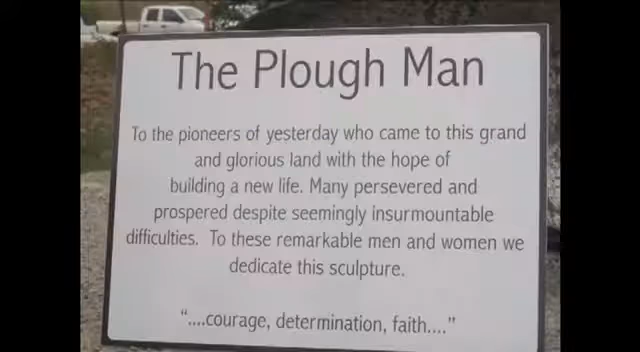 The Plough Man
To the pioneers of yesterday who came to this grand
and glorious land with the hope of
building a new life. Many persevered and
prospered despite seemingly insurmountable
difficulties. To these remarkable men and women we
dedicate this sculpture.
"....courage, determination, faith...."